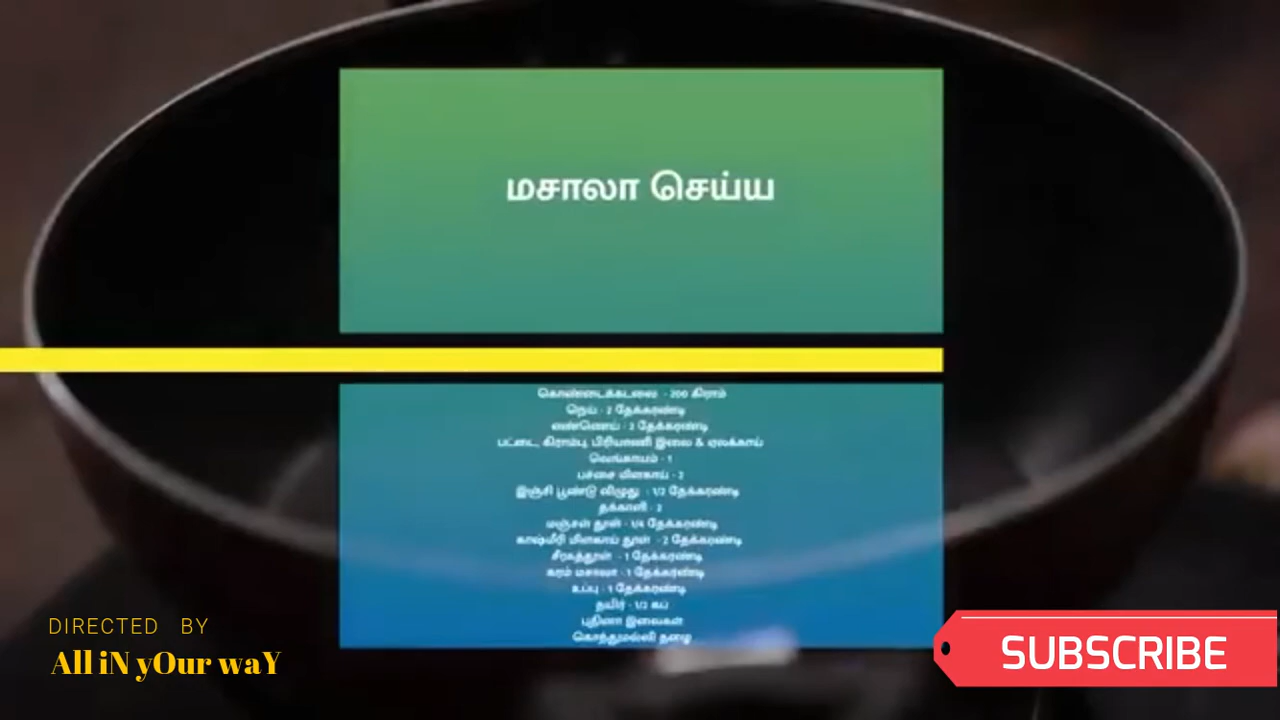 மசாலா செய்ய
கொண்டைக்கடலை - 200 கிராம்
நெய் - 2 தேக்கரண்டி
எண்ணெய் - 3 தேக்கரண்டி
பட்டை, கிராம்பு, பிரியாணி இலை & ஏலக்காய்
வெங்காயம் - 1
பச்சை மிளகாய் - 2
இஞ்சி பூண்டு விழுது : 1/2 தேக்கரண்டி
தக்காளி - 2
மஞ்சள் தூள் - 1/4 தேக்கரண்டி
காஷ்மீரி மிளகாய் தூள் - 2 தேக்கரண்டி
சீரகத்தூள் - 1 தேக்கரண்டி
கரம் மசாலா - 1 தேக்கரண்டி
உப்பு - 1 தேக்கரண்டி
தயிர் - 1/2 கப்
புதினா இலைகள்
கொத்துமல்லி தழை
DIRECTED BY
All iN yOur waY
SUBSCRIBE